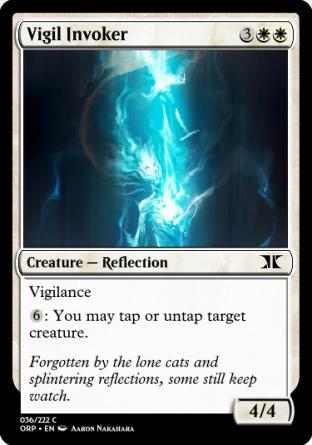 Vigil Invoker 3
Creature — Reflection
Vigilance
6: You may tap or untap target
creature.
Forgotten by the lone cats and
splintering reflections, some still keep
watch.
4/4
036/222 C
ORP • EN Aaron Nakahara